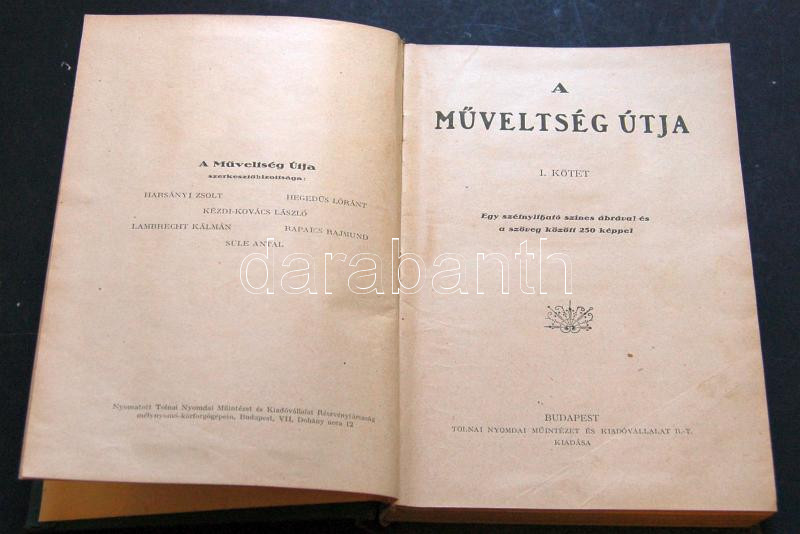 A Műveltség Útja
szerkesztőbizottsága:
HARSÁNYI ZSOLT HEGEDŰS LÓRÁNT
KÉZDI-KOVÁCS LÁSZLÓ
LAMBRECHT KÁLMÁN RAPAICS RAJMUND
SÜLE ANTAL
Nyomatott Tolnai Nyomdai Műintézet és Kiadóvállalat Részvénytársaság
mélynyomó-körforgógépein, Budapest, VII, Dohány ucca 12
A
MŰVELTSÉG ÚTJA
I. KÖTET
Egy szétnyitható színes ábrával és
a szöveg között 250 képpel
BUDAPEST
TOLNAI NYOMDAI MŰINTÉZET ÉS KIADÓVÁLLALAT R.-T.
KIADÁSA
darabanth